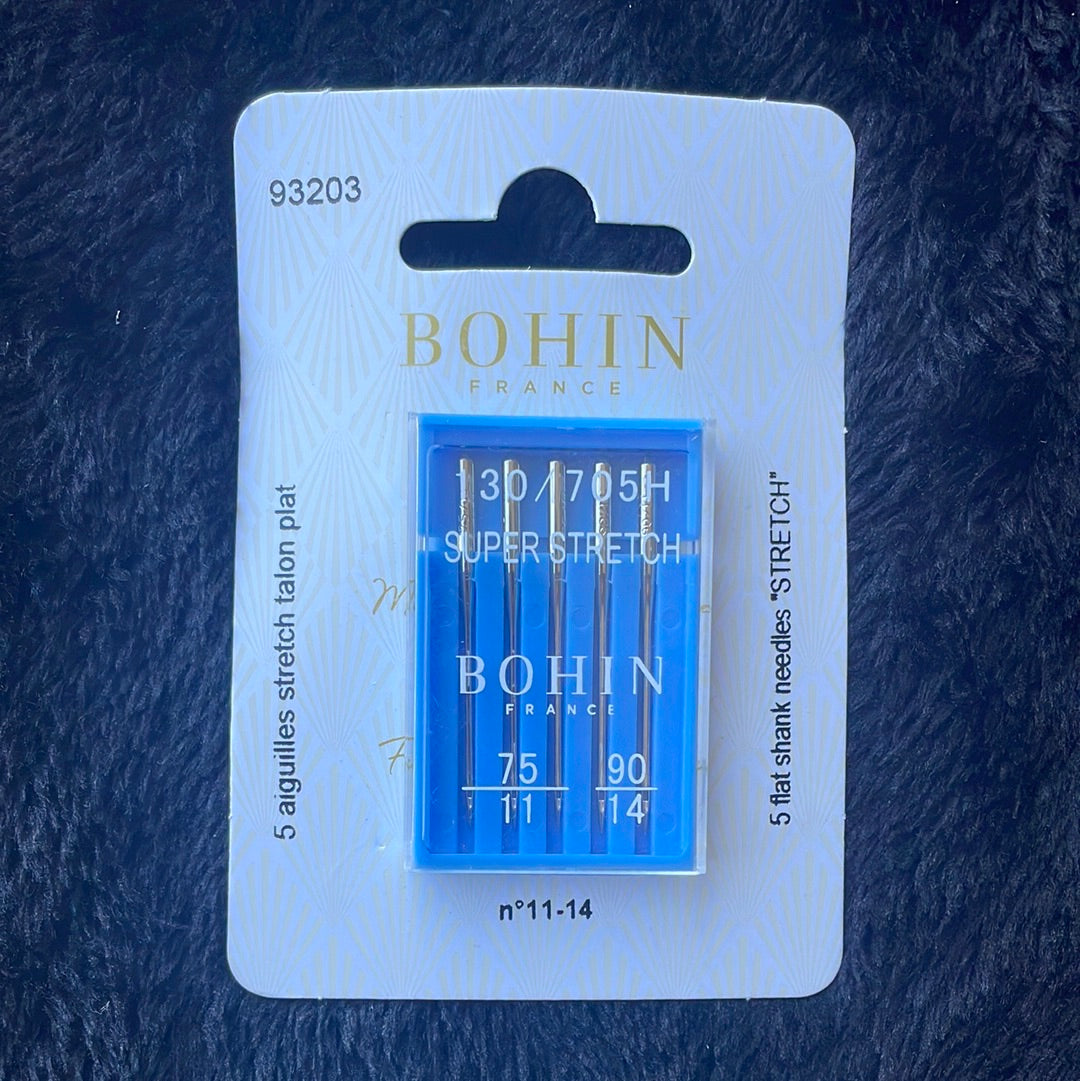 93203
BOHIN
FRANCE
5 aiguilles stretch talon plat
130/705H
SUPER STRETCH
BOHIN
FRANCE
75 90
11 14
5 flat shank needles "STRETCH"
n°11-14